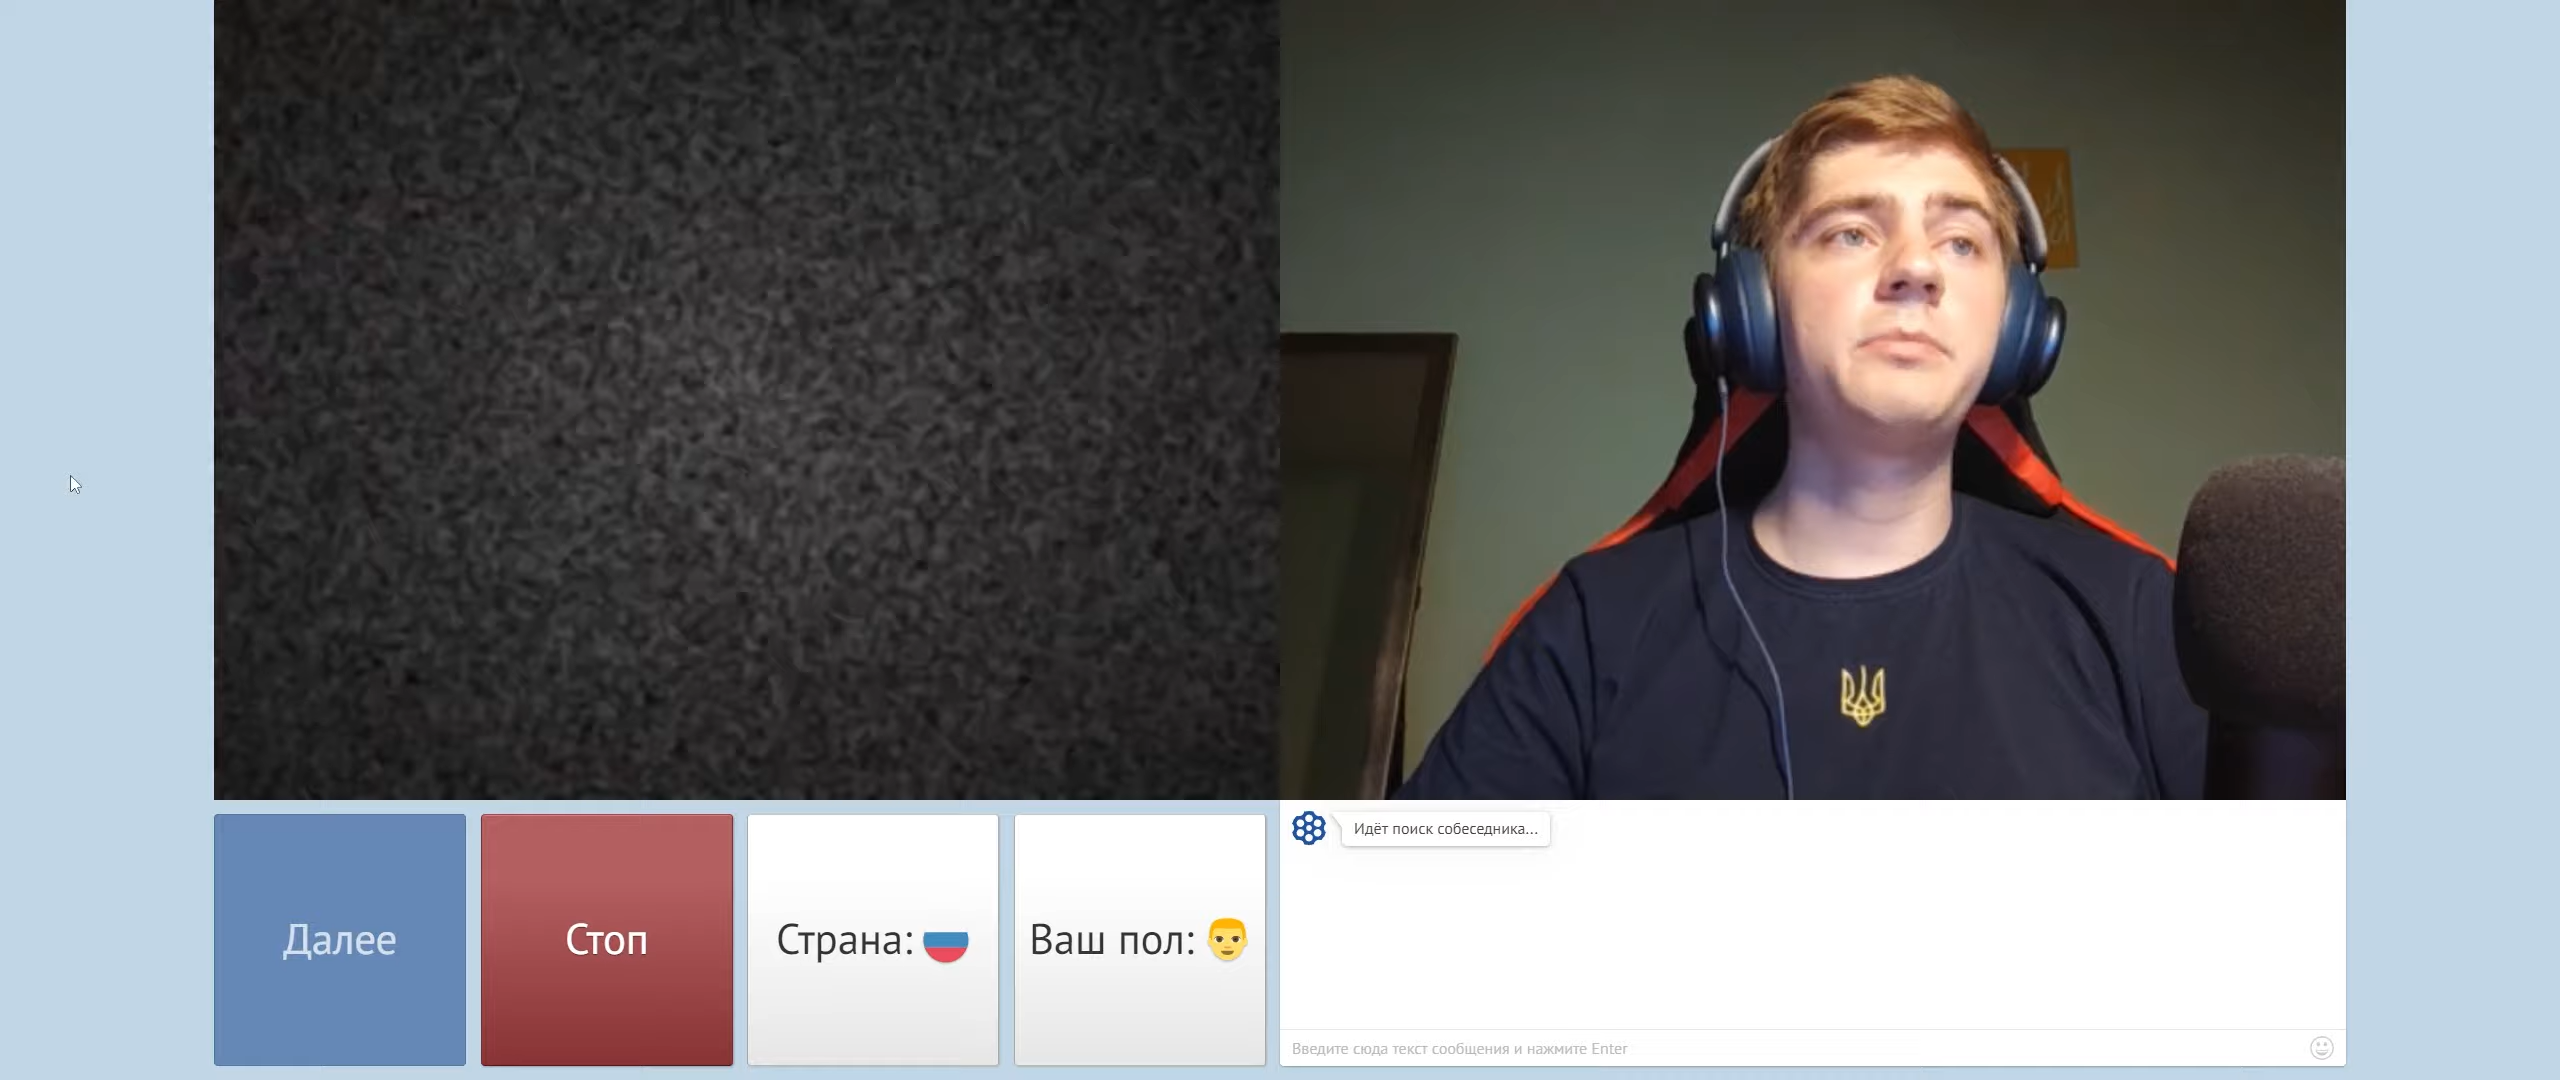 Далее
Стоп
Страна:
Ваш пол:
Идёт поиск собеседника...
Введите сюда текст сообщения и нажмите Enter